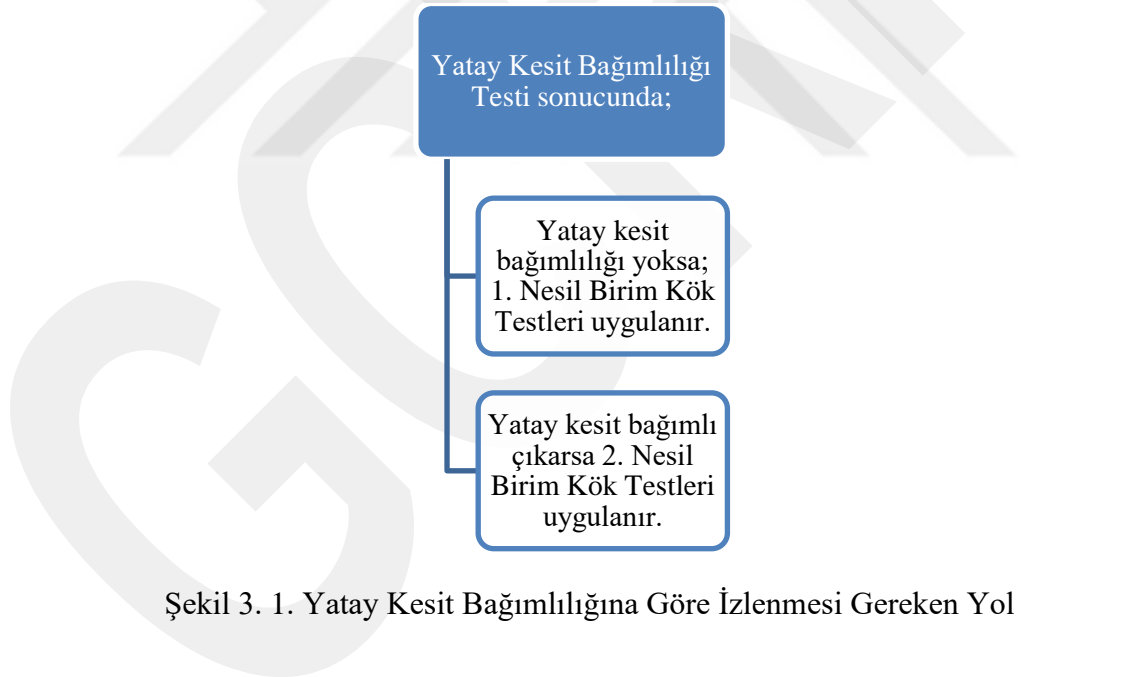 Yatay Kesit Bağımlılığı
Testi sonucunda;
Yatay kesit
bağımlılığı yoksa;
1. Nesil Birim Kök
Testleri uygulanır.
Yatay kesit bağımlı
çıkarsa 2. Nesil
Birim Kök Testleri
uygulanır.
Şekil 3. 1. Yatay Kesit Bağımlılığına Göre İzlenmesi Gereken Yol